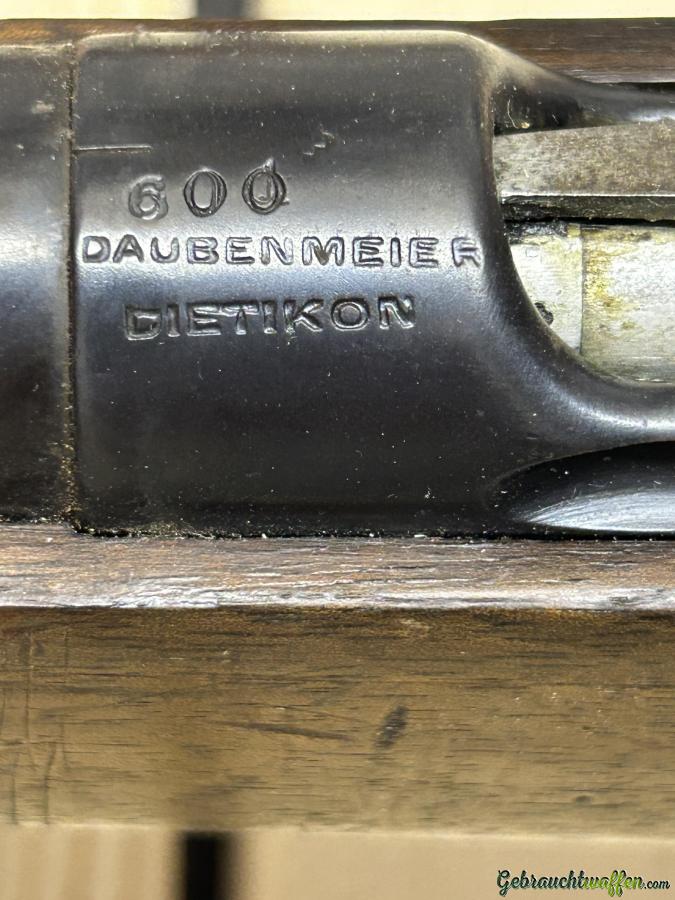 600
DAUBENMEIER
DIETIKON
Gebrauchtwaffen.com